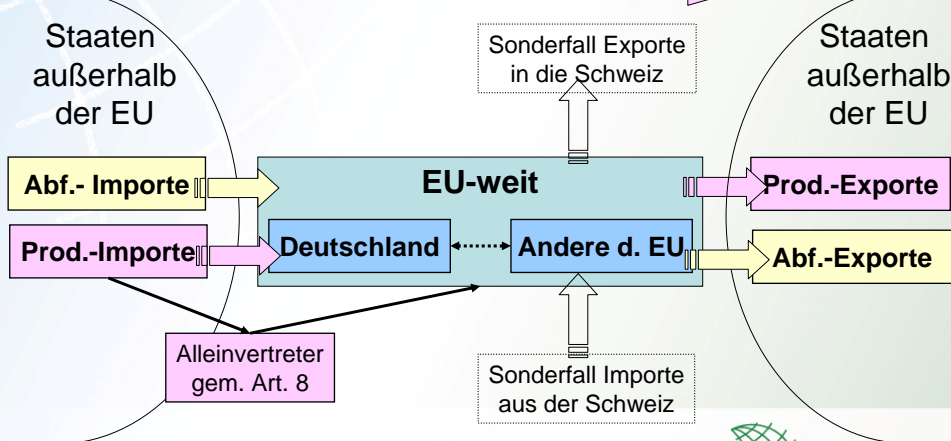 Staaten
außerhalb
der EU
Sonderfall Exporte
in die Schweiz
Staaten
außerhalb
der EU
Abf.- Importe
EU-weit
Prod.-Exporte
Prod.-Importe
Deutschland
Andere d. EU
Abf.-Exporte
Alleinvertreter
gem. Art. 8
Sonderfall Importe
aus der Schweiz